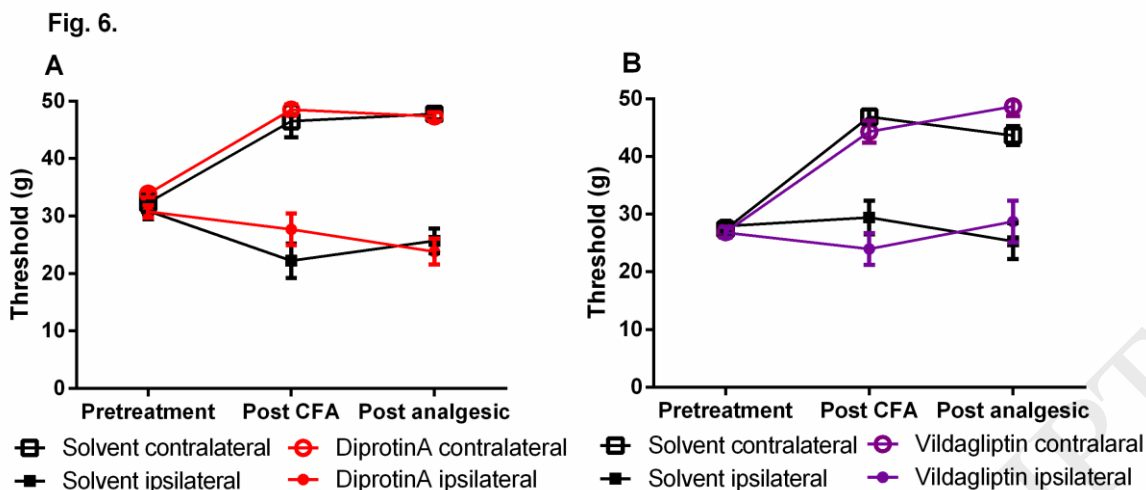 Fig. 6.
A
Threshold (g)
50
40
30
20
10
0
Pretreatment Post CFA Post analgesic
Solvent contralateral DiprotinA contralateral
Solvent ipsilateral DiprotinA ipsilateral
B
Threshold (g)
50
40
30
20
10
0
Pretreatment Post CFA Post analgesic
Solvent contralateral Vildagliptin contralaral
Solvent ipsilateral Vildagliptin ipsilateral
IPT